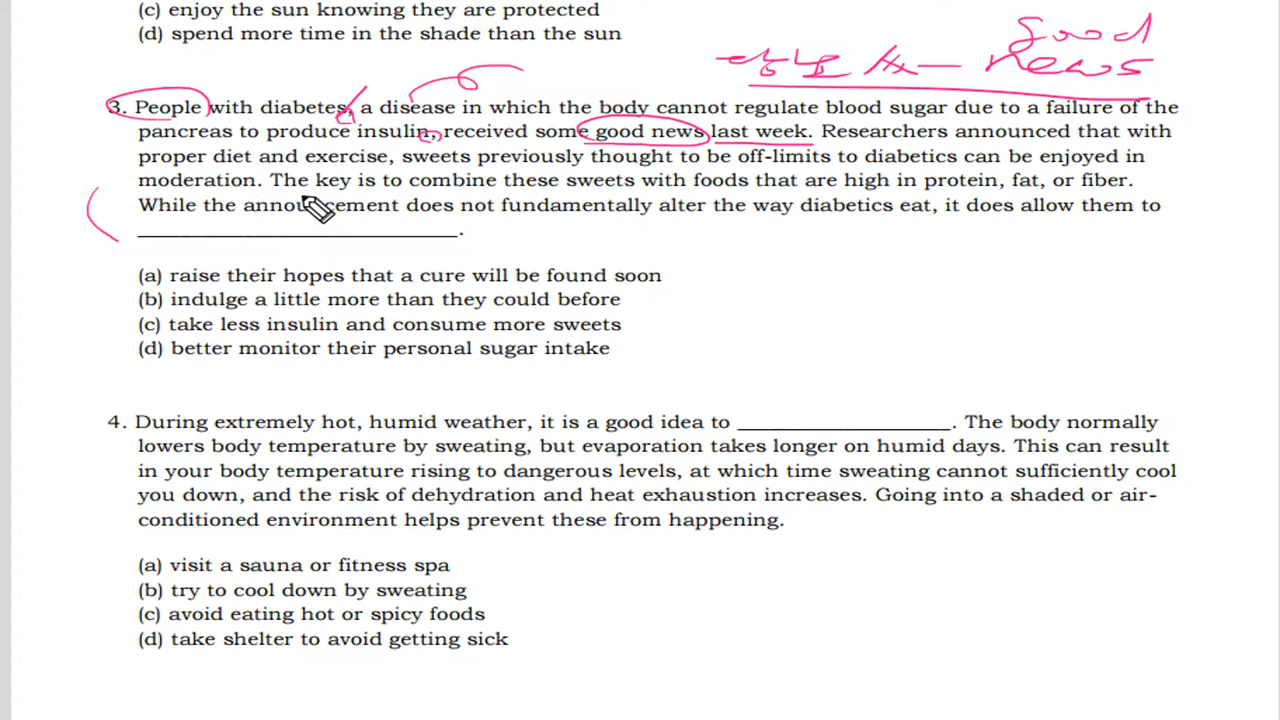 (c) enjoy the sun knowing they are protected
(d) spend more time in the shade than the sun
good
news
3. People with diabetes, a disease in which the body cannot regulate blood sugar due to a failure of the
pancreas to produce insulin, received some good news last week. Researchers announced that with
proper diet and exercise, sweets previously thought to be off-limits to diabetics can be enjoyed in
moderation. The key is to combine these sweets with foods that are high in protein, fat, or fiber.
While the announcement does not fundamentally alter the way diabetics eat, it does allow them to
______________________________.
(a) raise their hopes that a cure will be found soon
(b) indulge a little more than they could before
(c) take less insulin and consume more sweets
(d) better monitor their personal sugar intake
4. During extremely hot, humid weather, it is a good idea to ____________________. The body normally
lowers body temperature by sweating, but evaporation takes longer on humid days. This can result
in your body temperature rising to dangerous levels, at which time sweating cannot sufficiently cool
you down, and the risk of dehydration and heat exhaustion increases. Going into a shaded or air-
conditioned environment helps prevent these from happening.
(a) visit a sauna or fitness spa
(b) try to cool down by sweating
(c) avoid eating hot or spicy foods
(d) take shelter to avoid getting sick